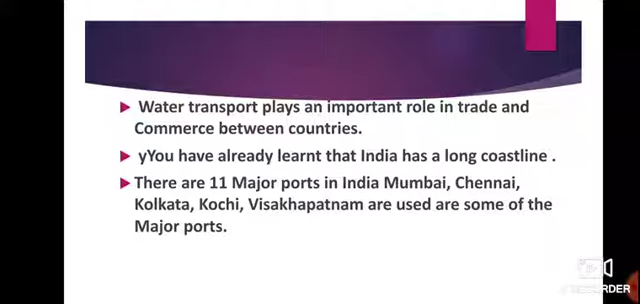 Water transport plays an important role in trade and
Commerce between countries.
yYou have already learnt that India has a long coastline .
There are 11 Major ports in India Mumbai, Chennai,
Kolkata, Kochi, Visakhapatnam are used are some of the
Major ports.
RECORDER